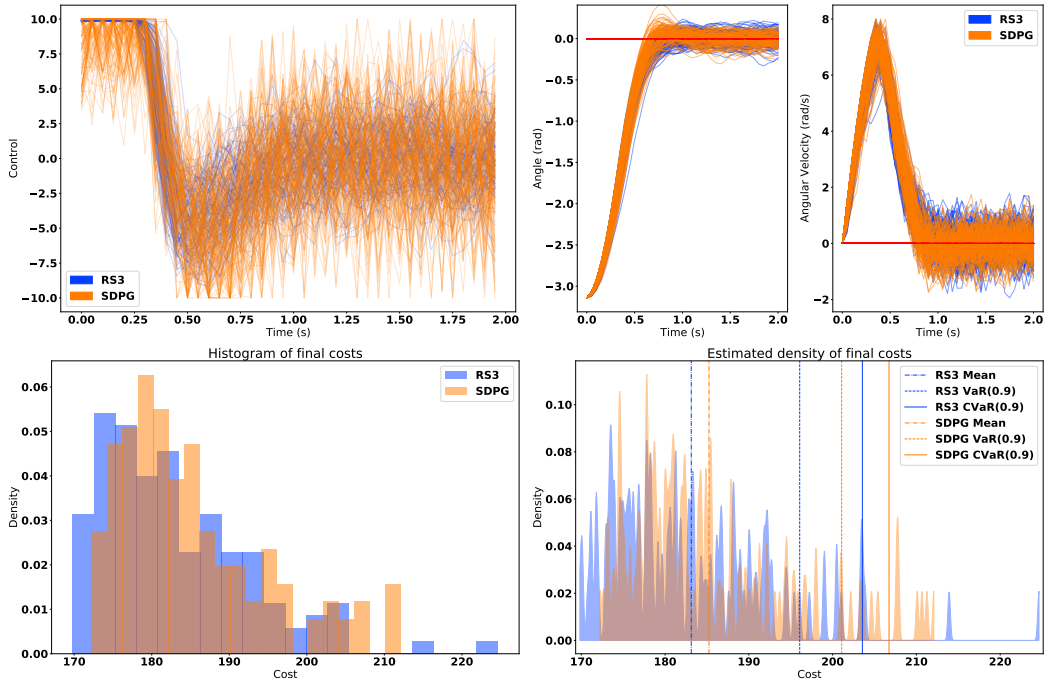 10.0
7.5
5.0
2.5
0.0
−2.5
−5.0
−7.5
−10.0
Control
RS3
SDPG
0.00 0.25 0.50 0.75 1.00 1.25 1.50 1.75 2.00
Time (s)
0.0
−0.5
−1.0
−1.5
−2.0
−2.5
−3.0
Angle (rad)
0.0 0.5 1.0 1.5 2.0
Time (s)
8
6
4
2
0
−2
Angular Velocity (rad/s)
RS3
SDPG
0.0 0.5 1.0 1.5 2.0
Time (s)
Histogram of final costs
0.06
0.05
0.04
0.03
0.02
0.01
0.00
Density
RS3
SDPG
170 180 190 200 210 220
Cost
Estimated density of final costs
0.10
0.08
0.06
0.04
0.02
0.00
Density
RS3 Mean
RS3 VaR(0.9)
RS3 CVaR(0.9)
SDPG Mean
SDPG VaR(0.9)
SDPG CVaR(0.9)
170 180 190 200 210 220
Cost